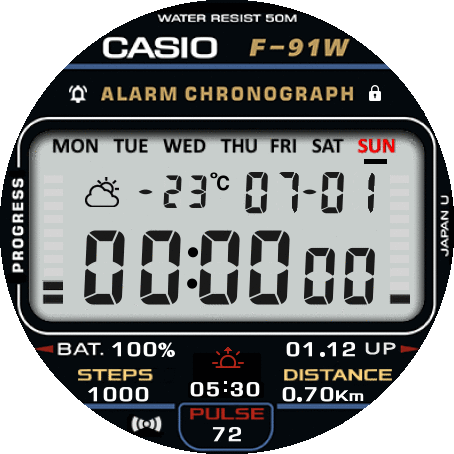 WATER RESIST 50M
CASIO F-91W
ALARM CHRONOGRAPH
MON TUE WED THU FRI SAT SUN
PROGRESS
-23°C 07-01
00:00 00
JAPAN U
BAT. 100% 01.12 UP
STEPS DISTANCE
1000 05:30 0.70Km
PULSE
72